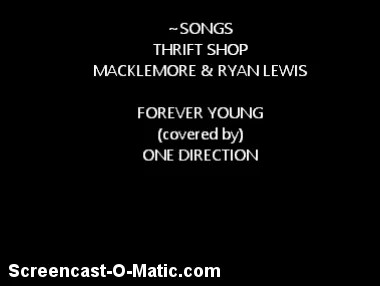 ~SONGS
THRIFT SHOP
MACKLEMORE & RYAN LEWIS
FOREVER YOUNG
(covered by)
ONE DIRECTION
Screencast-O-Matic.com